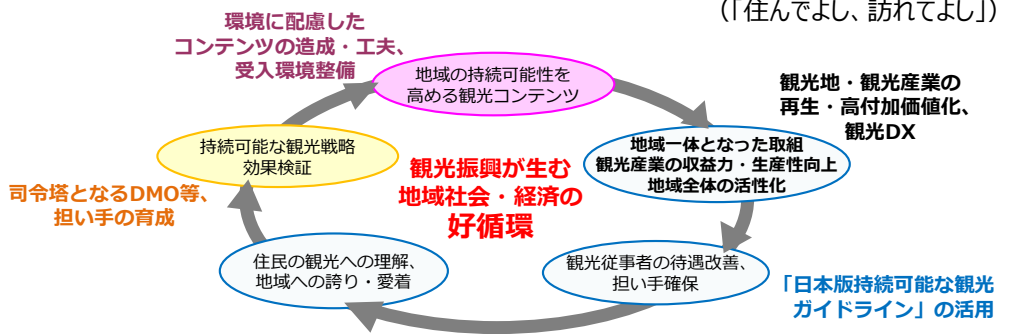 （「住んでよし、訪れてよし」）
環境に配慮した
コンテンツの造成・工夫、
受入環境整備
地域の持続可能性を
高める観光コンテンツ
観光地・観光産業の
再生・高付加価値化、
観光DX
持続可能な観光戦略
効果検証
観光振興が生む
地域社会・経済の
好循環
地域一体となった取組
観光産業の収益力・生産性向上
地域全体の活性化
司令塔となるDMO等、
担い手の育成
住民の観光への理解、
地域への誇り・愛着
観光従事者の待遇改善、
担い手確保
「日本版持続可能な観光
ガイドライン」の活用